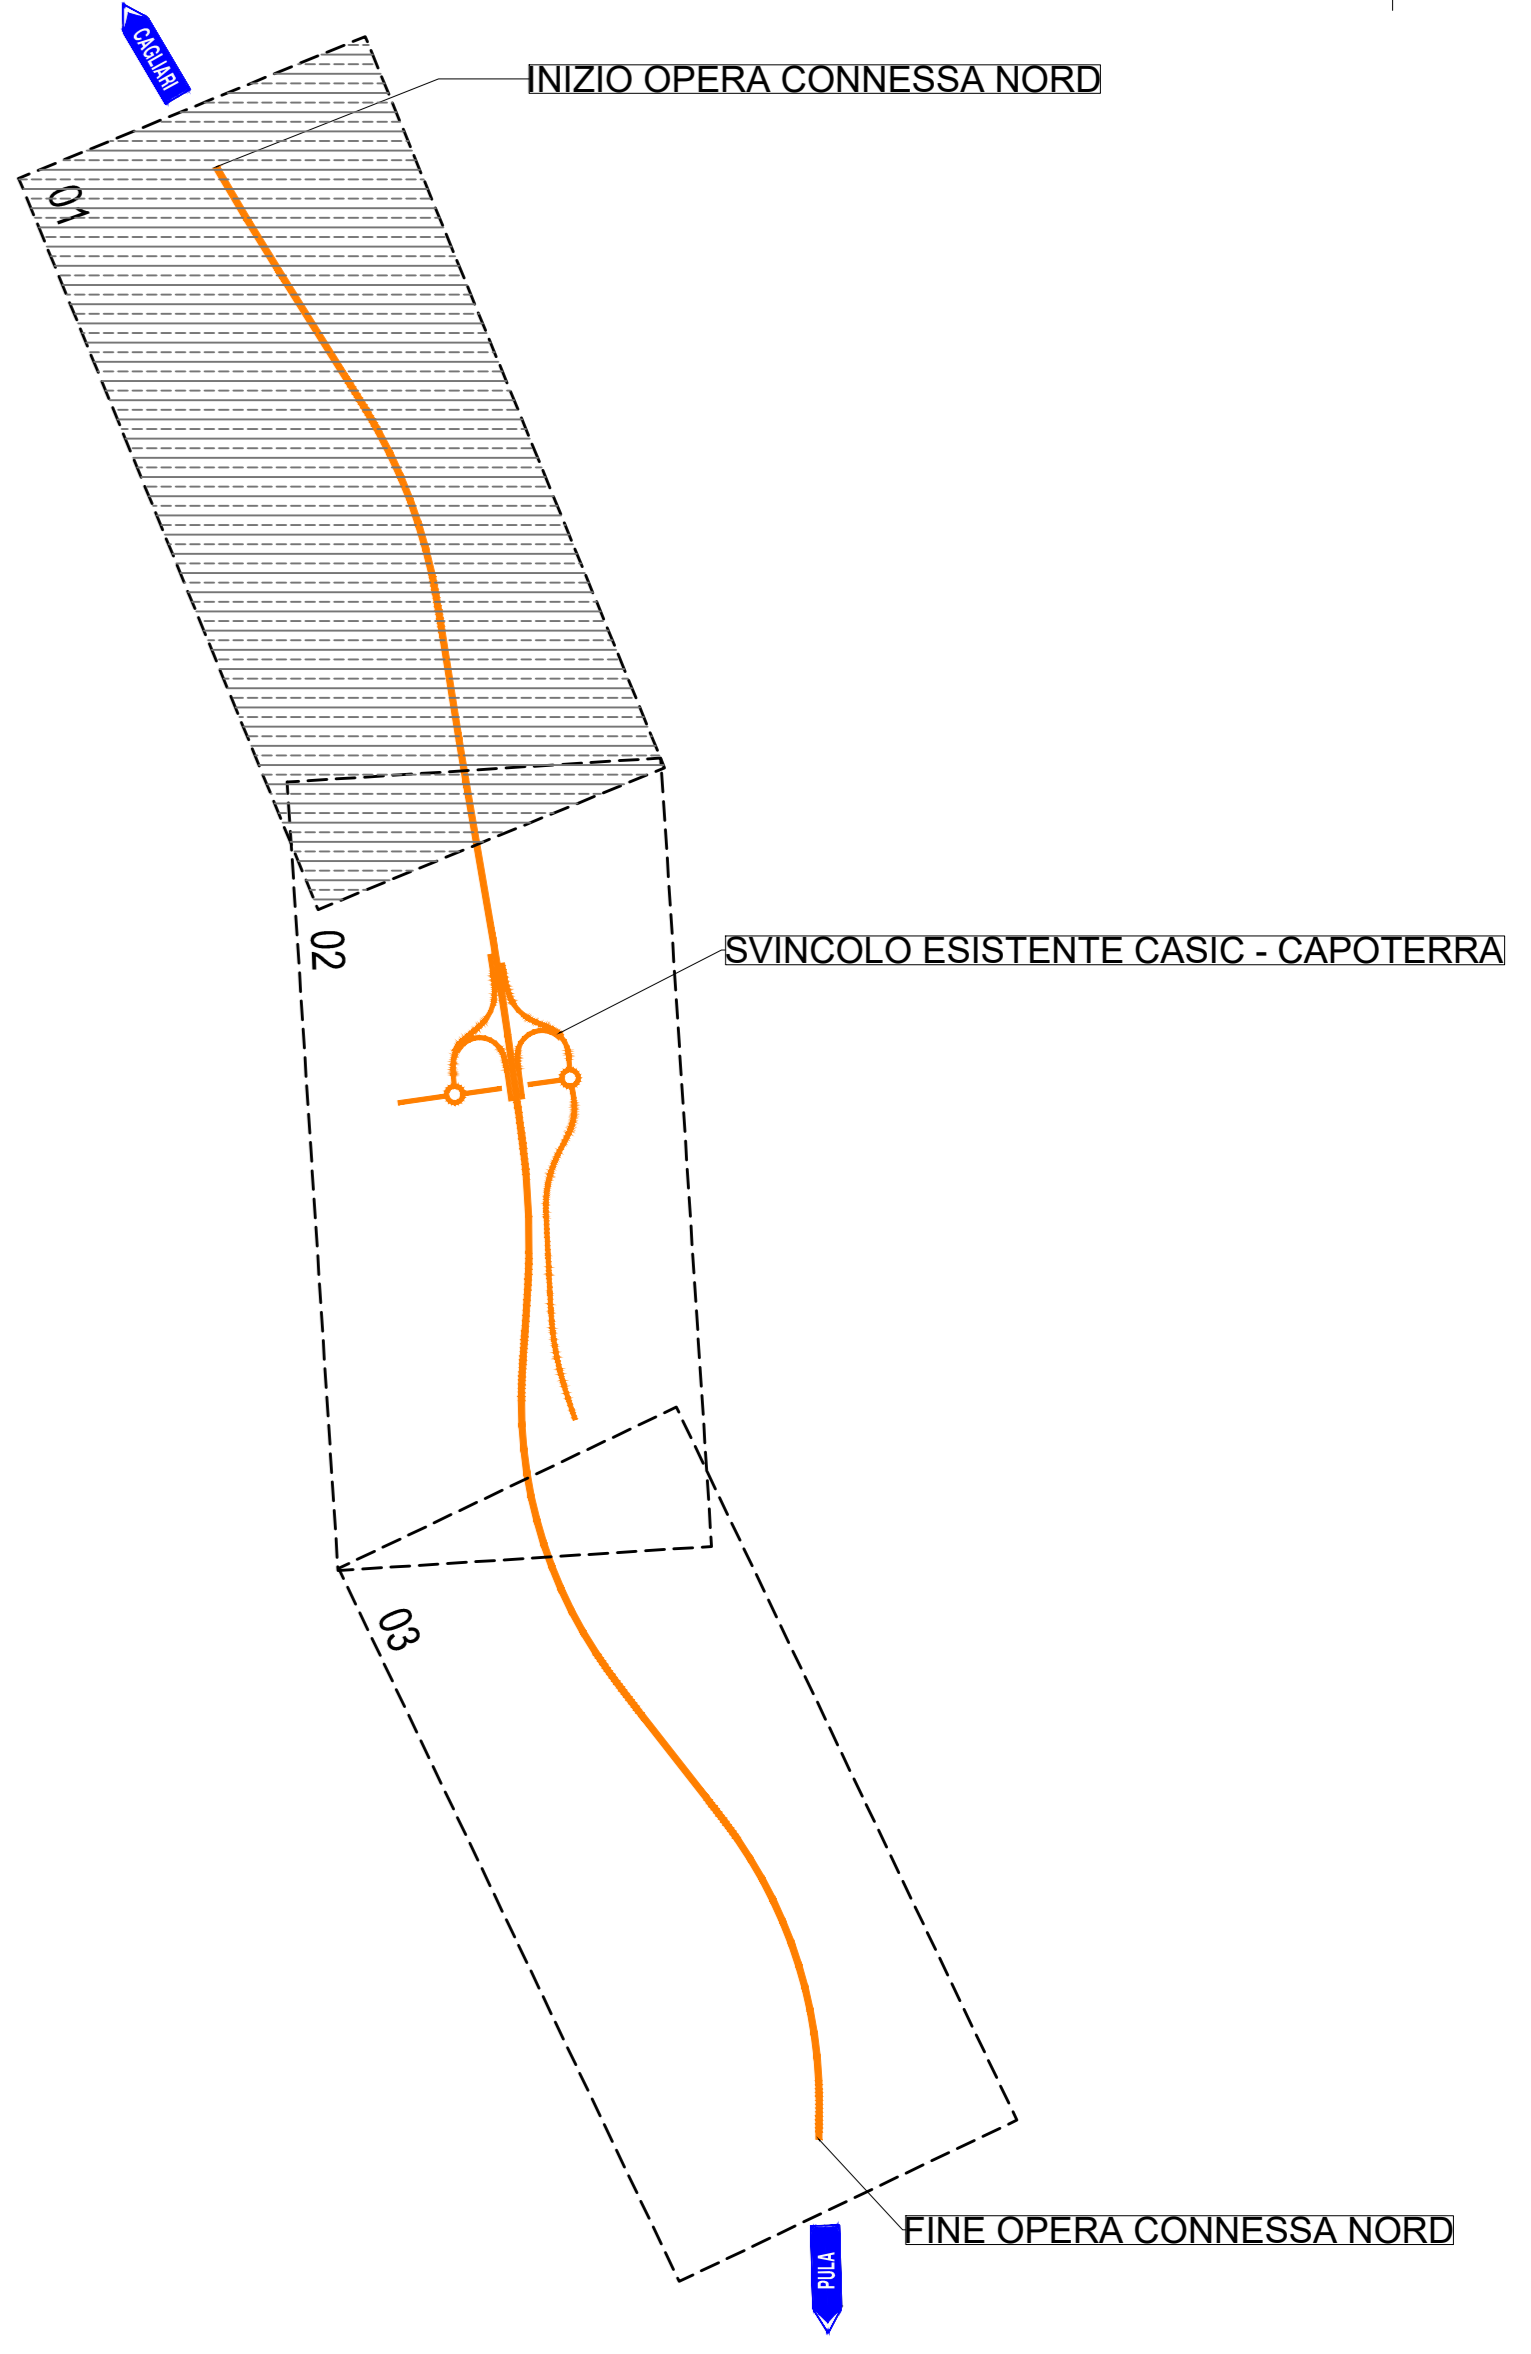 CAGLIARI
INIZIO OPERA CONNESSA NORD
01
02
SVINCOLO ESISTENTE CASIC - CAPOTERRA
03
FINE OPERA CONNESSA NORD
PULA